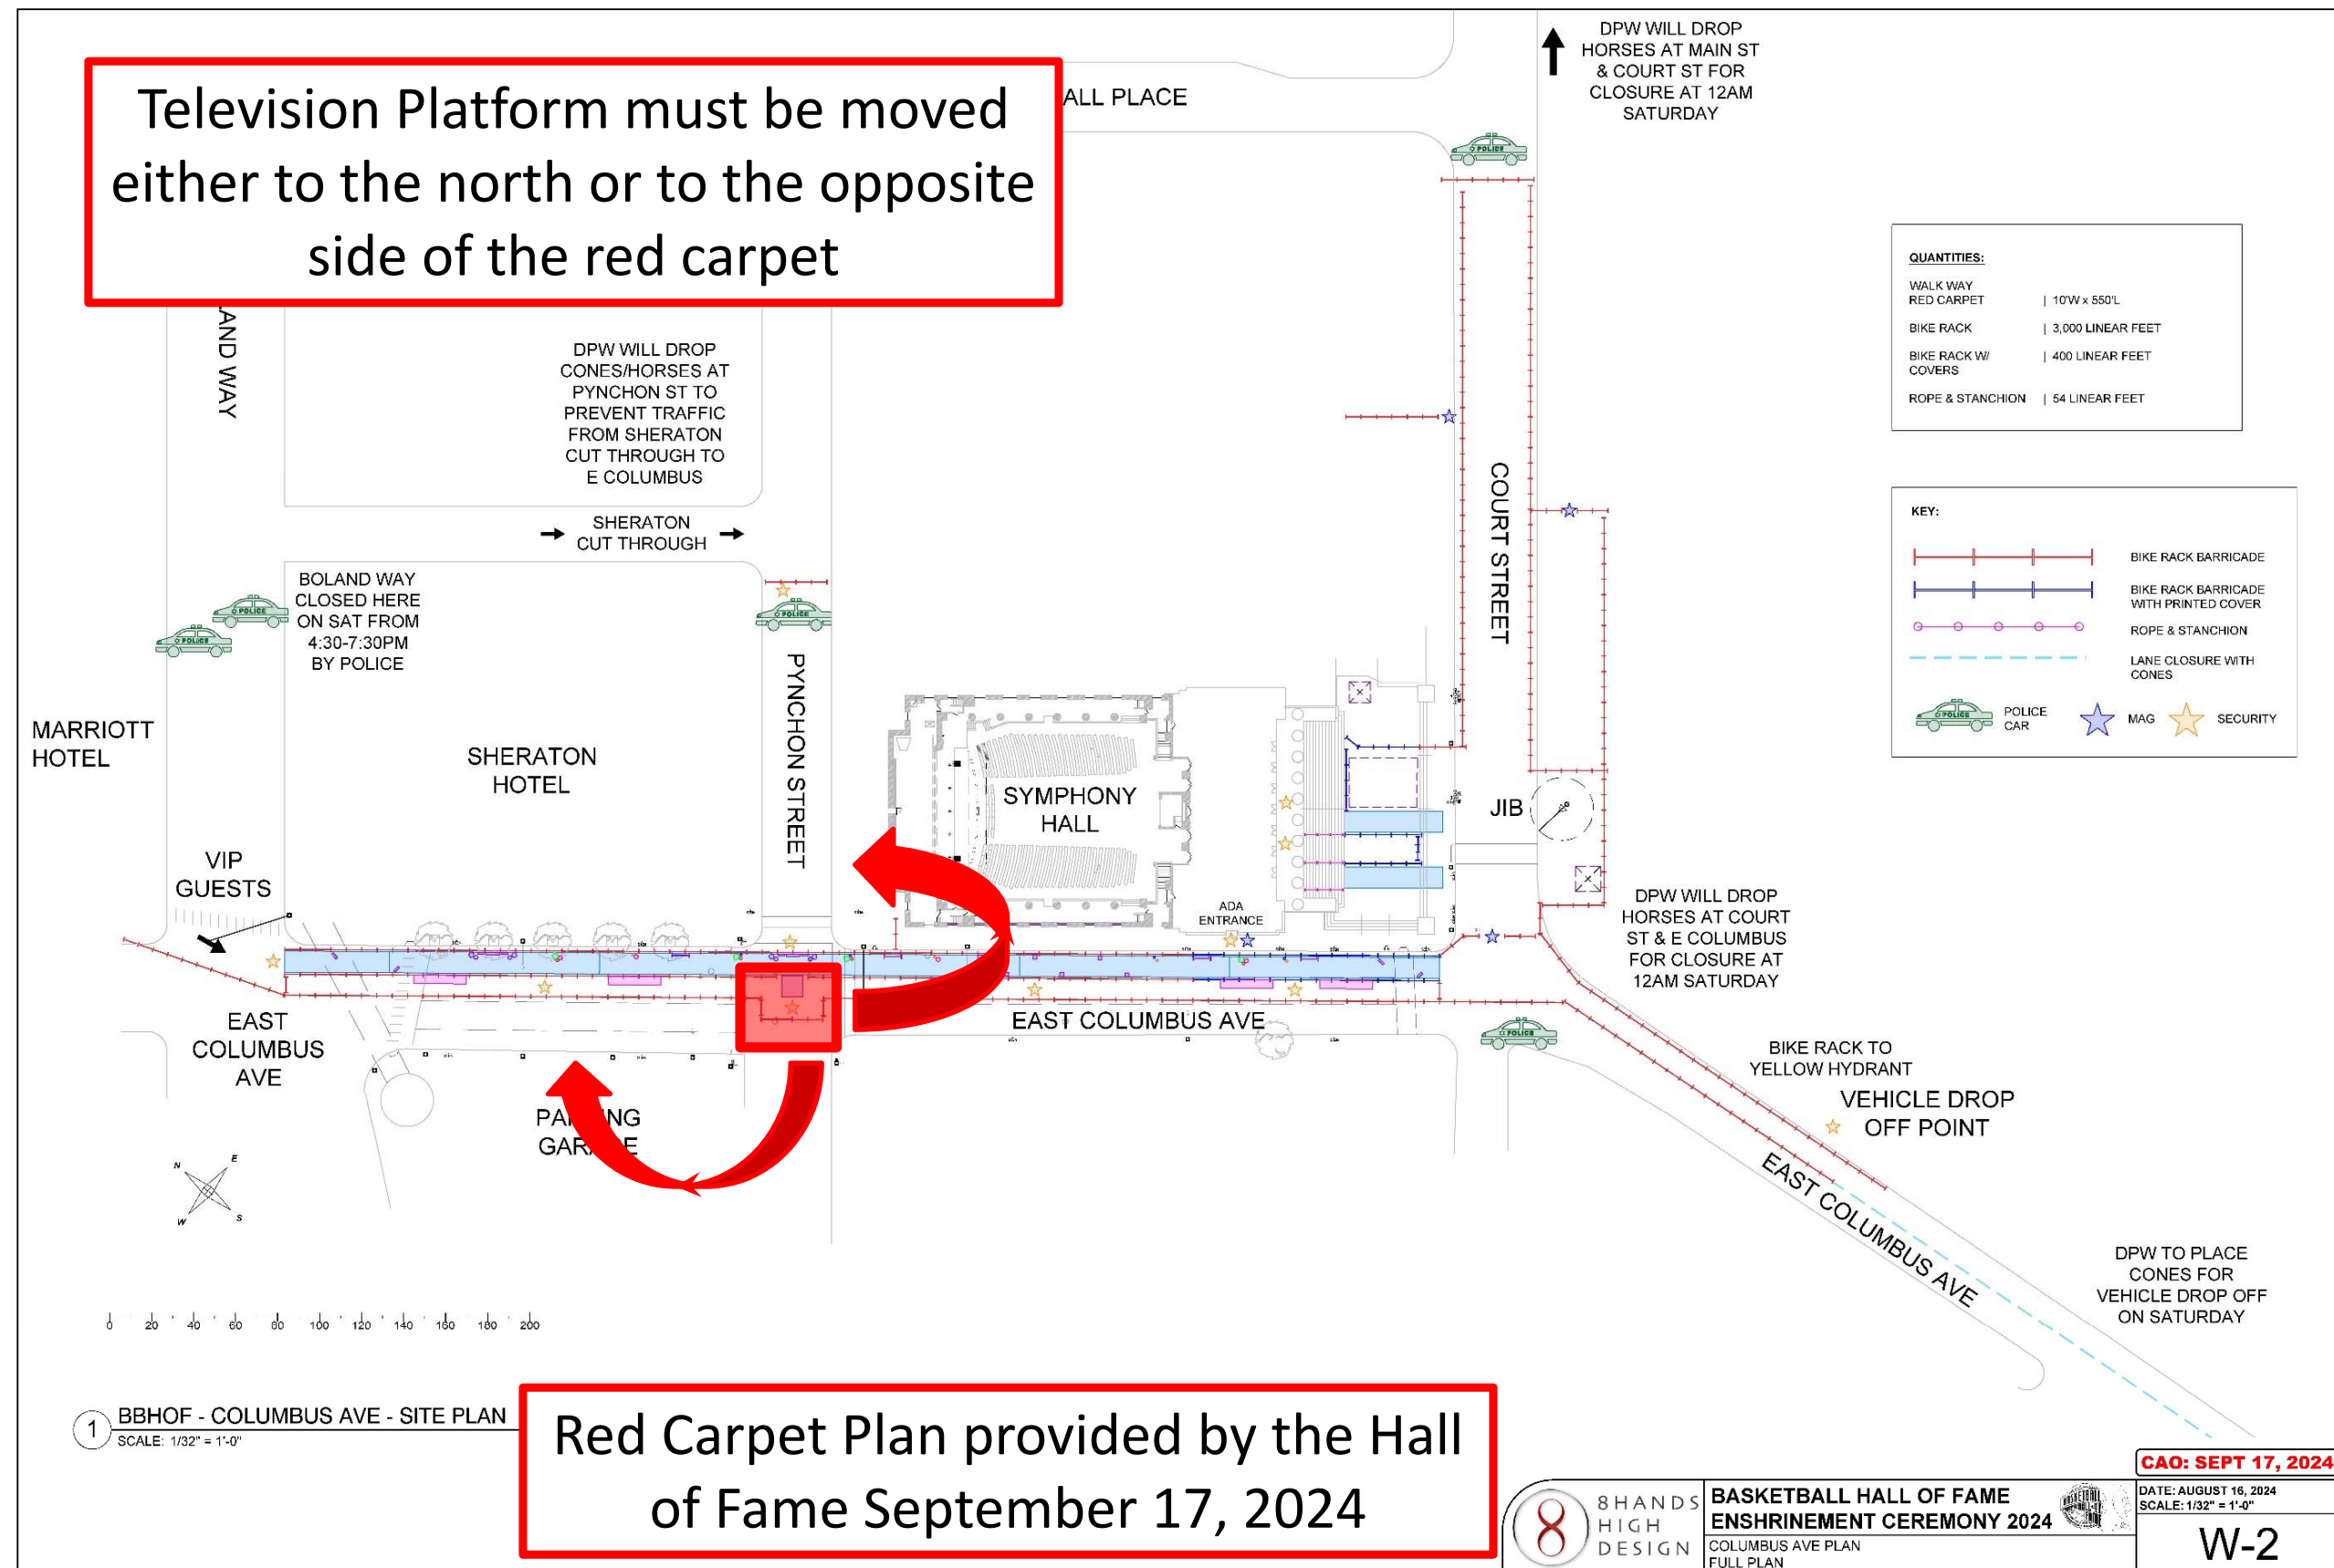 Television Platform must be moved
either to the north or to the opposite
side of the red carpet
ALL PLACE
DPW WILL DROP
HORSES AT MAIN ST
& COURT ST FOR
CLOSURE AT 12AM
SATURDAY
POLICE
QUANTITIES:
WALK WAY
RED CARPET | 10'W x 550'L
BIKE RACK | 3,000 LINEAR FEET
BIKE RACK W/ | 400 LINEAR FEET
COVERS
ROPE & STANCHION | 54 LINEAR FEET
AND WAY
DPW WILL DROP
CONES/HORSES AT
PYNCHON ST TO
PREVENT TRAFFIC
FROM SHERATON
CUT THROUGH TO
E COLUMBUS
SHERATON
CUT THROUGH
COURT STREET
KEY:
BIKE RACK BARRICADE
BIKE RACK BARRICADE
WITH PRINTED COVER
ROPE & STANCHION
LANE CLOSURE WITH
CONES
POLICE
POLICE
CAR
MAG
SECURITY
BOLAND WAY
CLOSED HERE
ON SAT FROM
4:30-7:30PM
BY POLICE
POLICE
POLICE
POLICE
PYNCHON STREET
MARRIOTT
HOTEL
SHERATON
HOTEL
SYMPHONY
HALL
JIB
VIP
GUESTS
ADA
ENTRANCE
DPW WILL DROP
HORSES AT COURT
ST & E COLUMBUS
FOR CLOSURE AT
12AM SATURDAY
EAST
COLUMBUS
AVE
EAST COLUMBUS AVE
POLICE
BIKE RACK TO
YELLOW HYDRANT
VEHICLE DROP
OFF POINT
PA NG
GAR E
N
E
W
S
EAST COLUMBUS AVE
DPW TO PLACE
CONES FOR
VEHICLE DROP OFF
ON SATURDAY
0 20 40 60 80 100 120 140 160 180 200
1 BBHOF - COLUMBUS AVE - SITE PLAN
SCALE: 1/32" = 1'-0"
Red Carpet Plan provided by the Hall
of Fame September 17, 2024
CAO: SEPT 17, 2024
8HANDS
HIGH
DESIGN
BASKETBALL HALL OF FAME
ENSHRINEMENT CEREMONY 2024
COLUMBUS AVE PLAN
FULL PLAN
DATE: AUGUST 16, 2024
SCALE: 1/32" = 1'-0"
W-2